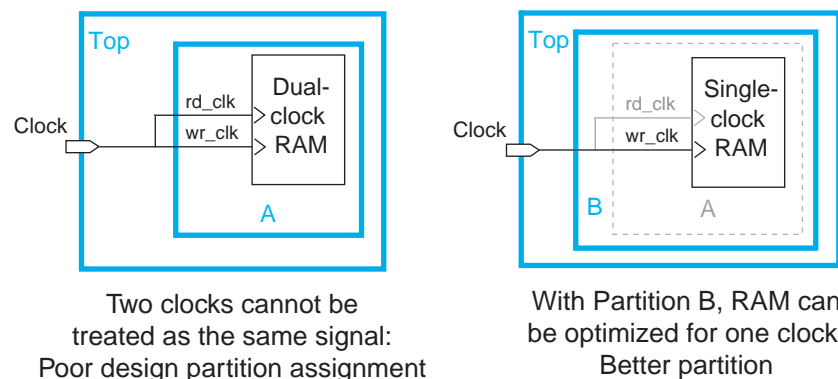 Top
Dual-
rd_clk
clock
Clock
wr_clk
RAM
A
Two clocks cannot be
treated as the same signal:
Poor design partition assignment
Top
Single-
rd_clk
clock
Clock
wr_clk
RAM
B
A
With Partition B, RAM can
be optimized for one clock
Better partition